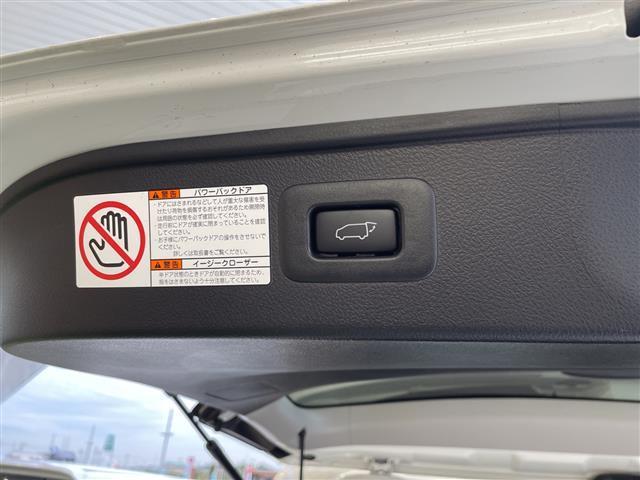 警告 パワーバックドア
・ドアにはさまれるなどして人が重大な傷害を受
けたり荷物を損傷するおそれがあるため開閉時
は周囲の状態を必ず確認してください。
・走行前にドアが確実に閉まっていることを確認
してください。
・お子様にパワーバックドアの操作をさせないで
ください。
詳しくは取扱書をご覧ください。
警告 イージークローザー
半ドア状態のときドアが自動的に閉まるため、
指をはさまないよう十分注意してください。